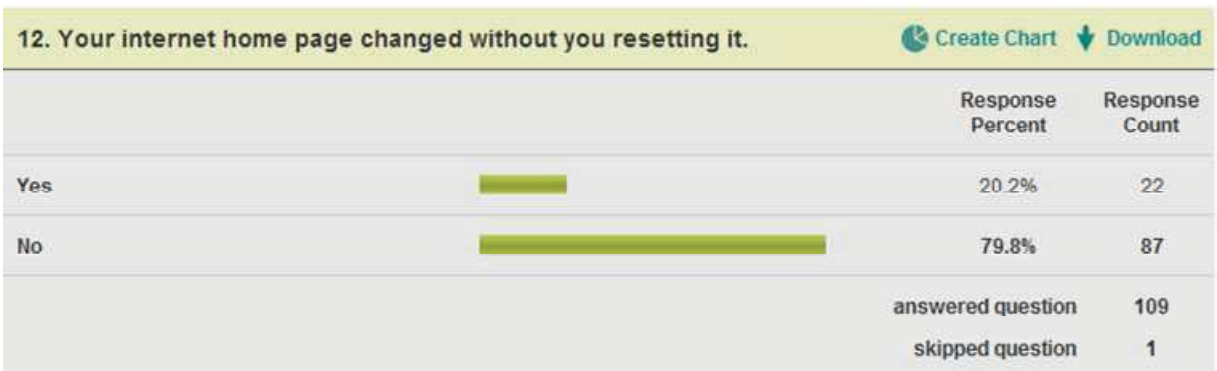 12. Your internet home page changed without you resetting it. Create Chart Download
Response Percent Response Count
Yes 20.2% 22
No 79.8% 87
answered question 109
skipped question 1